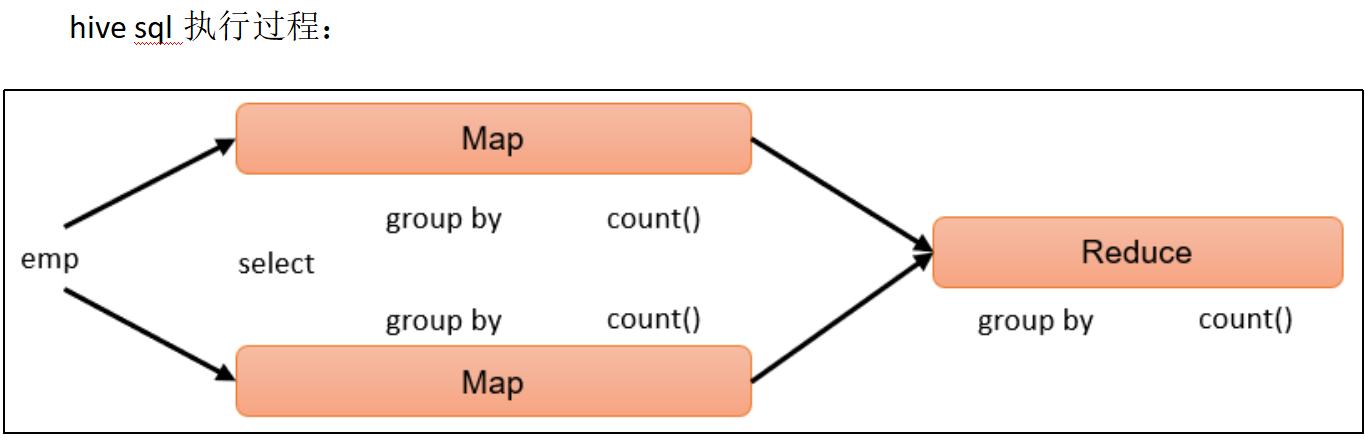 hive sql 执行过程：
Map
group by count()
emp
select
group by count()
Map
Reduce
group by count()